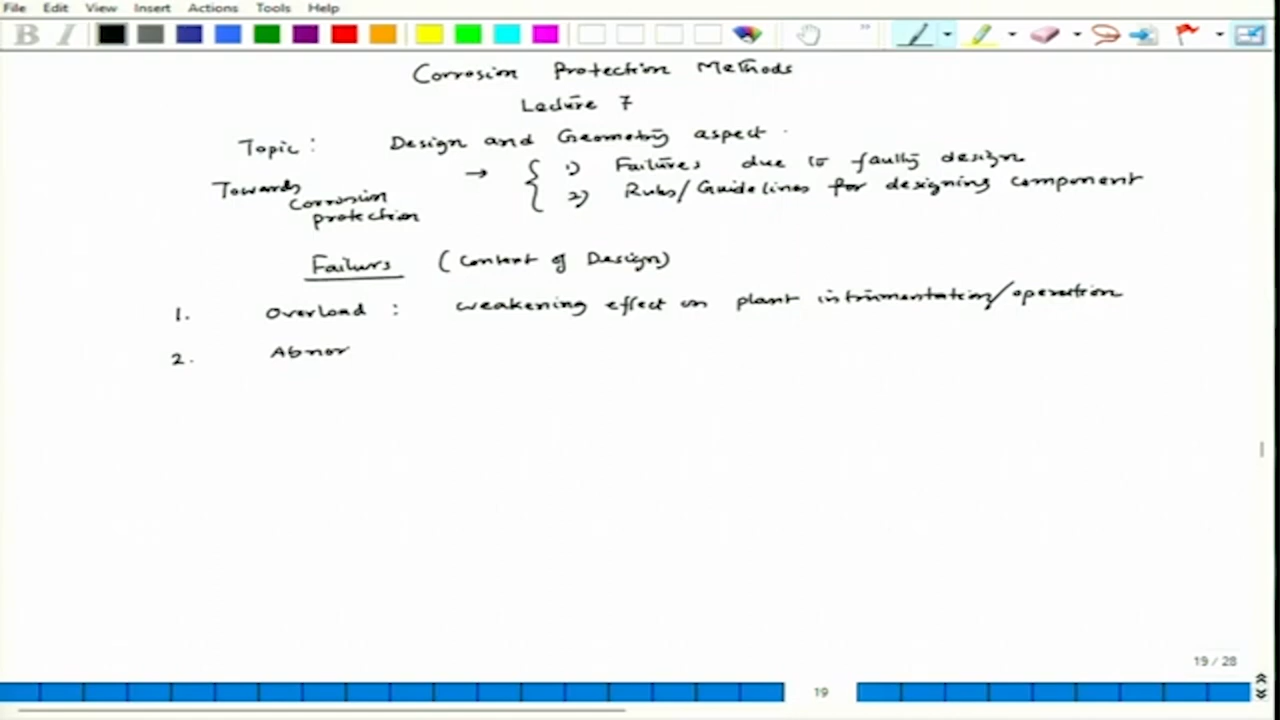 File Edit View Insert Actions Tools Help
B I
Corrosion Protection Methods
Lecture 7
Topic: Design and Geometry aspect.
Towards Corrosion protection
→ { 1) Failures due to faulty design
2) Rules/Guidelines for designing component
Failurs (Context of Design)
1. Overload : weakening effect on plant intrumentation/operation
2. Abnor
19 / 28
19